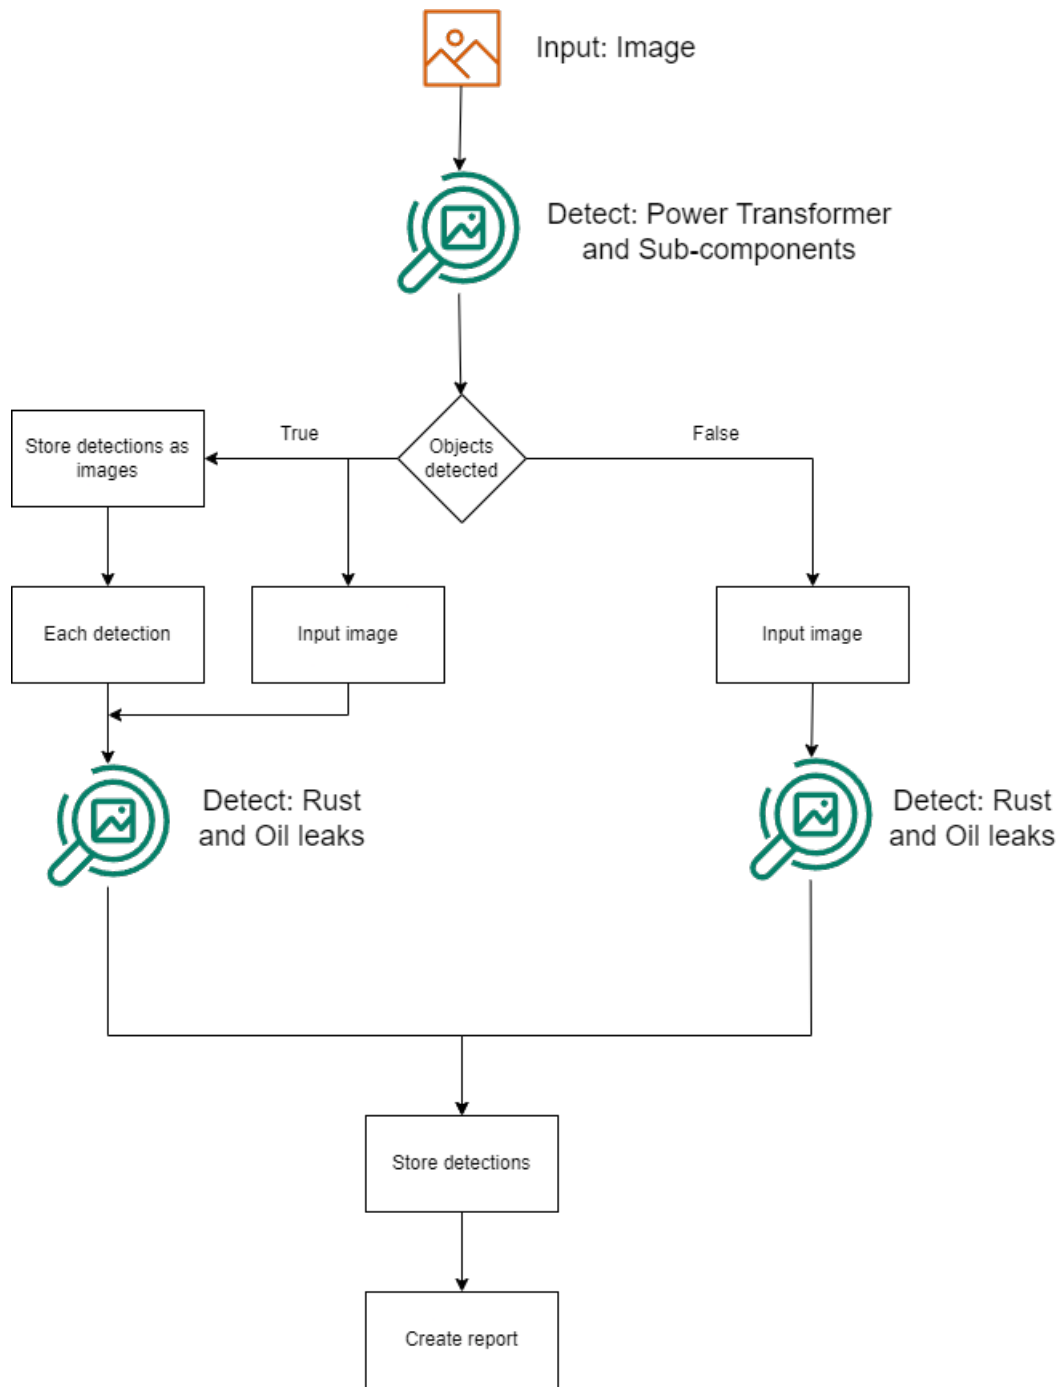 Input: Image
Detect: Power Transformer
and Sub-components
True
False
Objects
detected
Store detections as
images
Each detection
Input image
Input image
Detect: Rust
and Oil leaks
Detect: Rust
and Oil leaks
Store detections
Create report